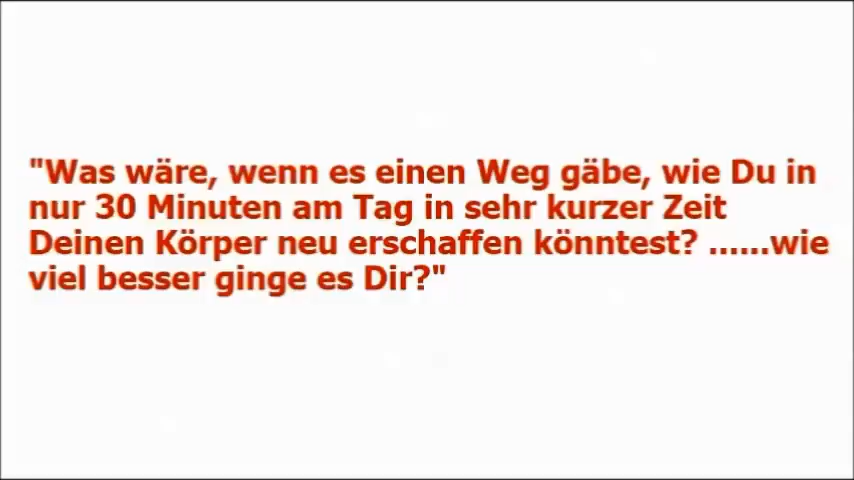 "Was wäre, wenn es einen Weg gäbe, wie Du in
nur 30 Minuten am Tag in sehr kurzer Zeit
Deinen Körper neu erschaffen könntest? ......wie
viel besser ginge es Dir?"